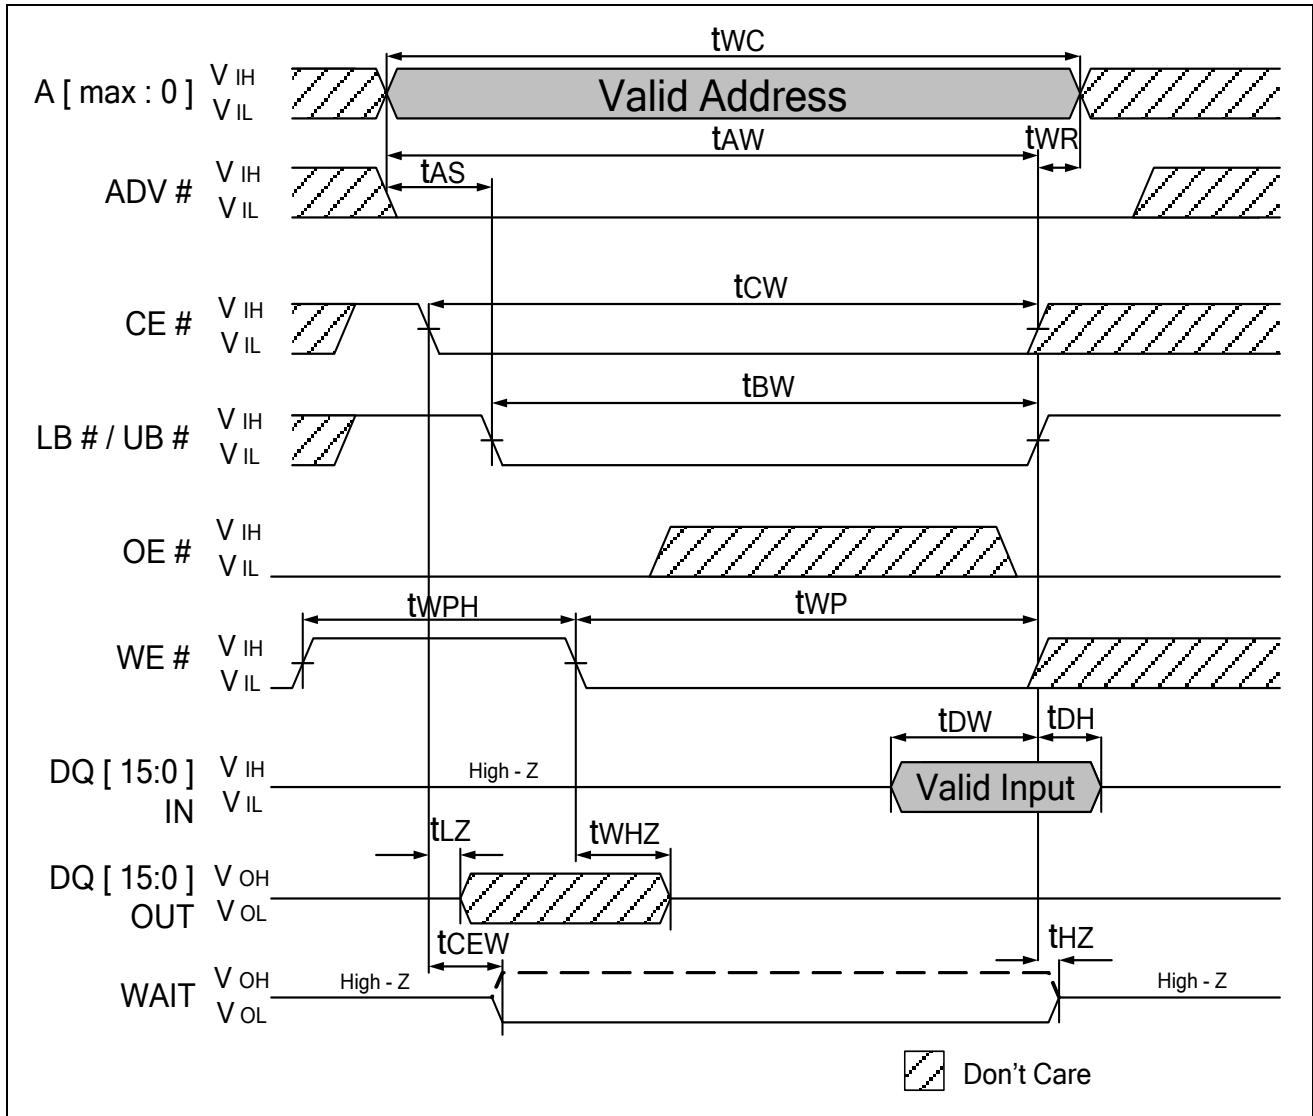 tWC
A [ max : 0 ] V IH
V IL
Valid Address
tAW
tWR
ADV # V IH
V IL
tAS
CE # V IH
V IL
tCW
LB # / UB # V IH
V IL
tBW
OE # V IH
V IL
tWPH
tWP
WE # V IH
V IL
tDW
tDH
DQ [ 15:0 ] V IH
IN V IL
High - Z
Valid Input
tLZ
tWHZ
DQ [ 15:0 ] V OH
OUT V OL
tCEW
tHZ
WAIT V OH
V OL
High - Z
High - Z
Don't Care